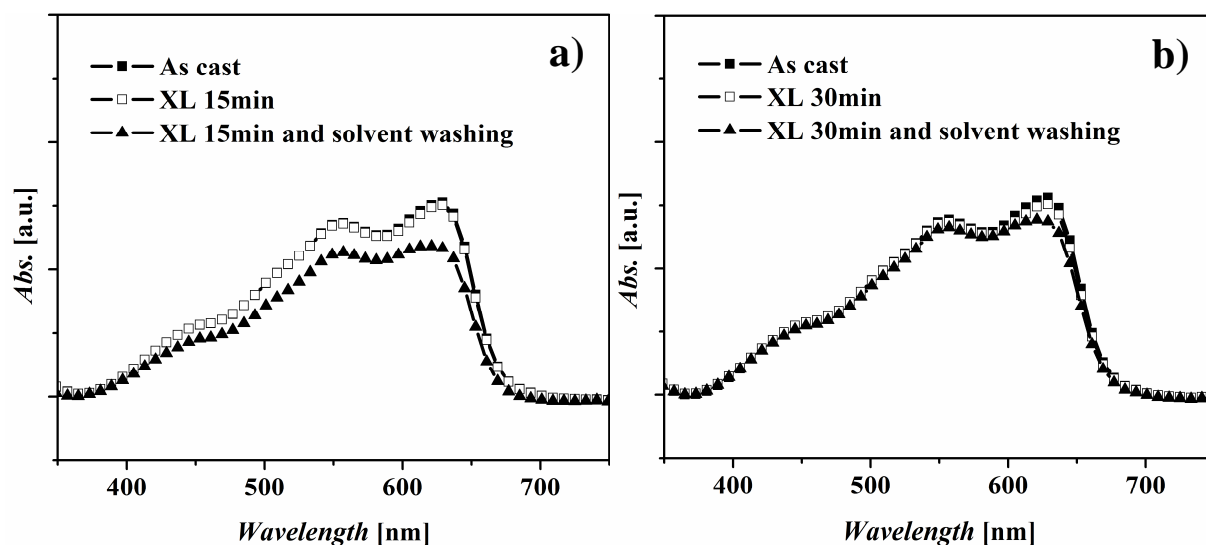 a)
As cast
XL 15min
XL 15min and solvent washing
Abs. [a.u.]
400 500 600 700
Wavelength [nm]
b)
As cast
XL 30min
XL 30min and solvent washing
Abs. [a.u.]
400 500 600 700
Wavelength [nm]